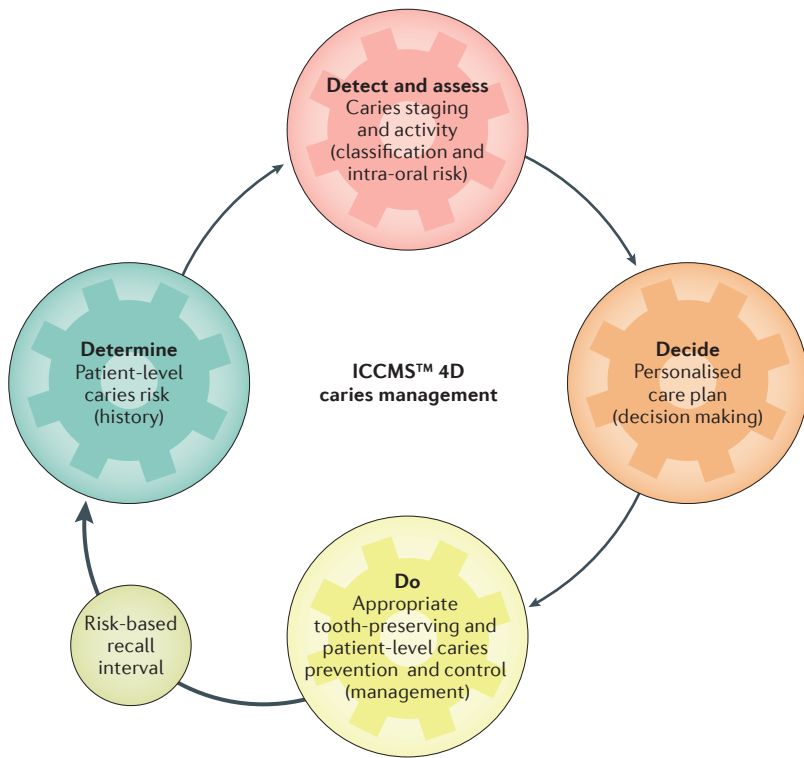 Detect and assess
Caries staging
and activity
(classification and
intra-oral risk)
Determine
Patient-level
caries risk
(history)
ICCMS™ 4D
caries management
Decide
Personalised
care plan
(decision making)
Do
Appropriate
tooth-preserving and
patient-level caries
prevention and control
(management)
Risk-based
recall
interval